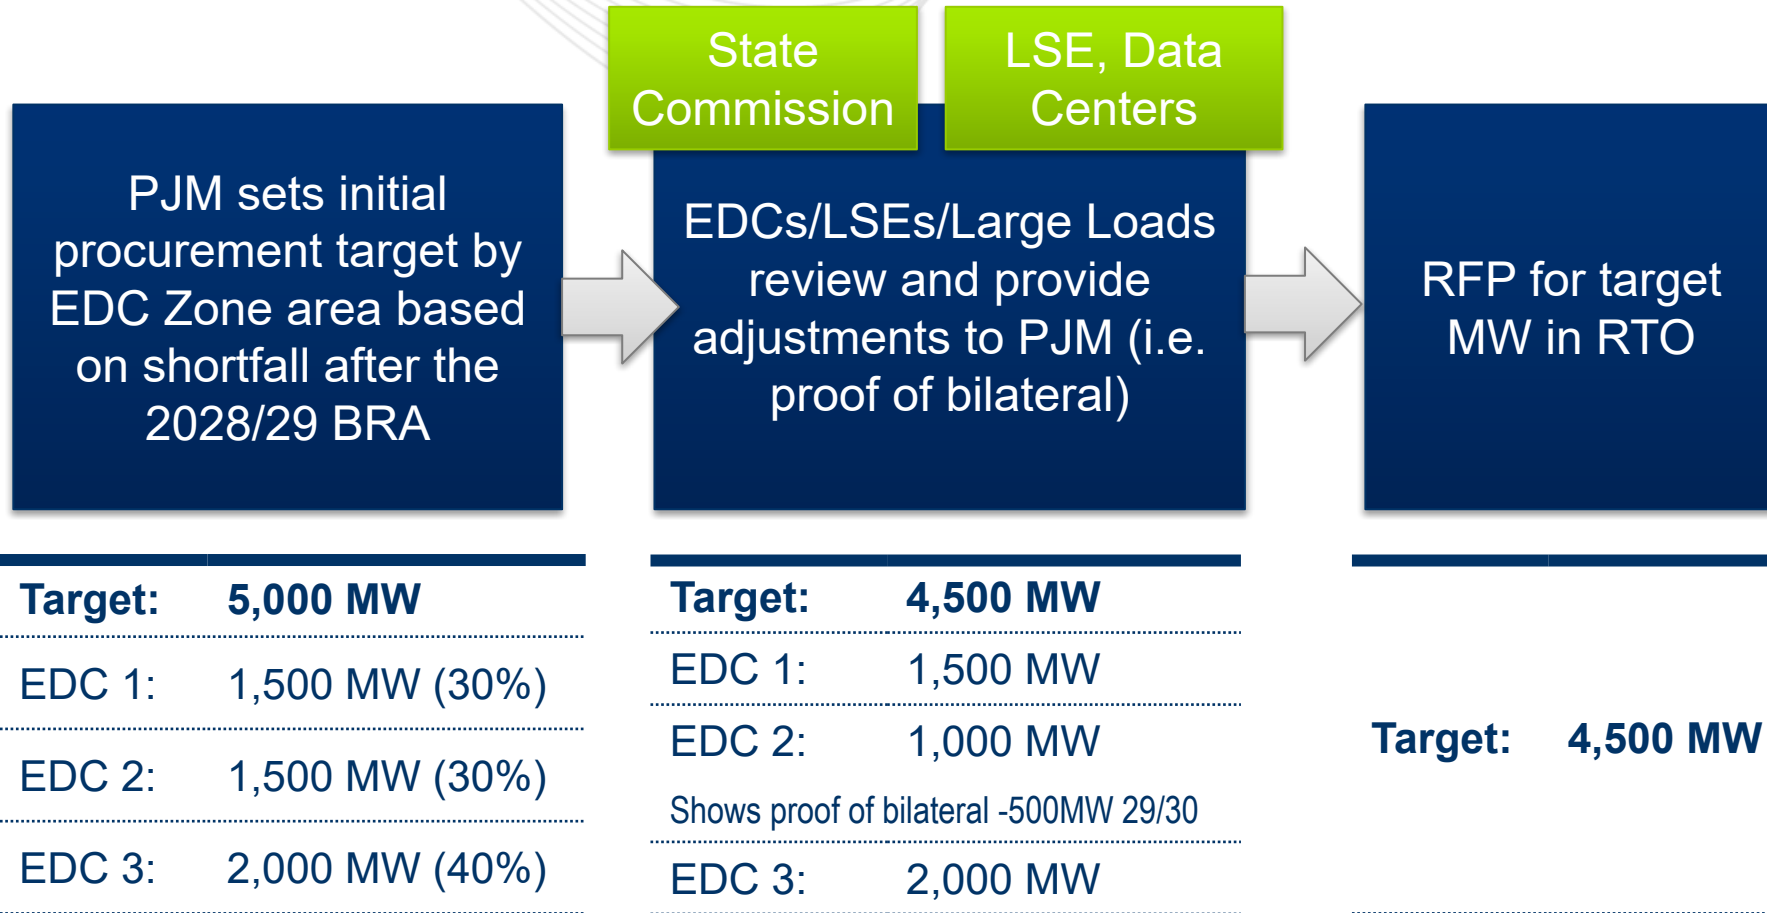 State
Commission
LSE, Data
Centers
PJM sets initial
procurement target by
EDC Zone area based
on shortfall after the
2028/29 BRA
EDCs/LSEs/Large Loads
review and provide
adjustments to PJM (i.e.
proof of bilateral)
RFP for target
MW in RTO
Target: 5,000 MW
EDC 1: 1,500 MW (30%)
EDC 2: 1,500 MW (30%)
EDC 3: 2,000 MW (40%)
Target: 4,500 MW
EDC 1: 1,500 MW
EDC 2: 1,000 MW
Shows proof of bilateral -500MW 29/30
EDC 3: 2,000 MW
Target: 4,500 MW